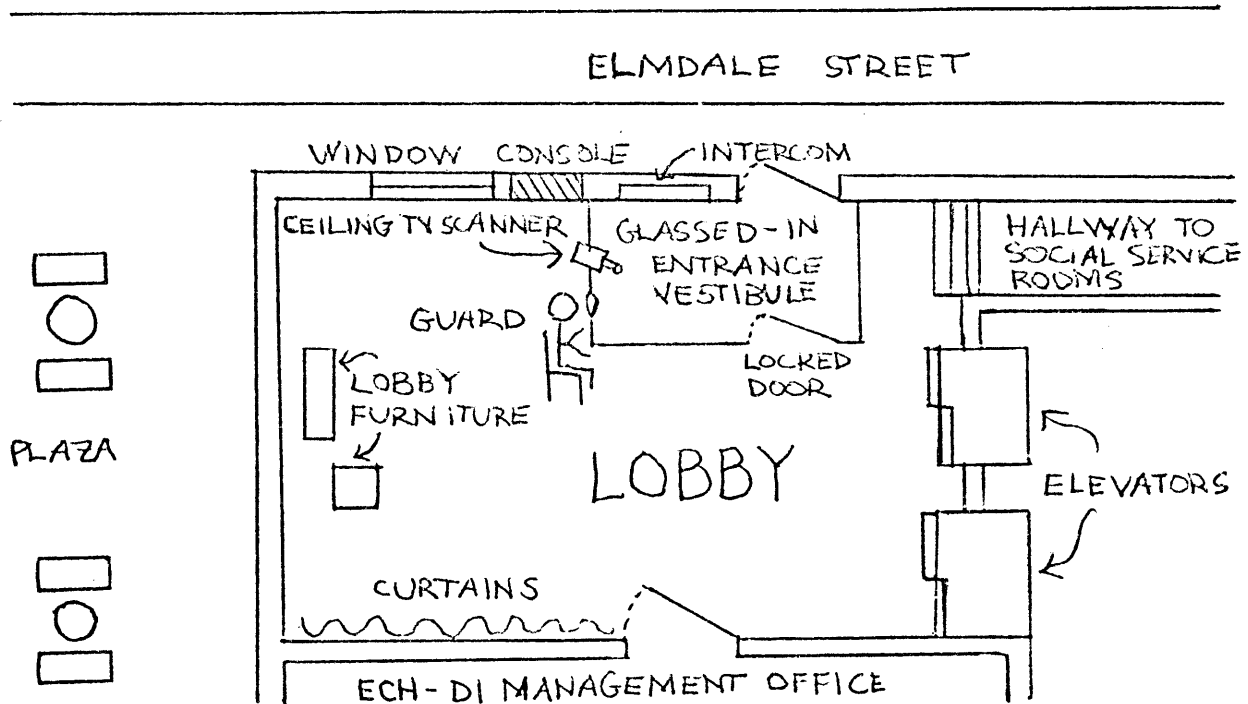 ELMDALE STREET
WINDOW CONSOLE INTERCOM
CEILING TV SCANNER
GLASSED-IN
ENTRANCE
VESTIBULE
HALLWAY TO
SOCIAL SERVICE
ROOMS
GUARD
LOCKED
DOOR
LOBBY
FURNITURE
PLAZA
LOBBY
ELEVATORS
CURTAINS
ECH-DI MANAGEMENT OFFICE